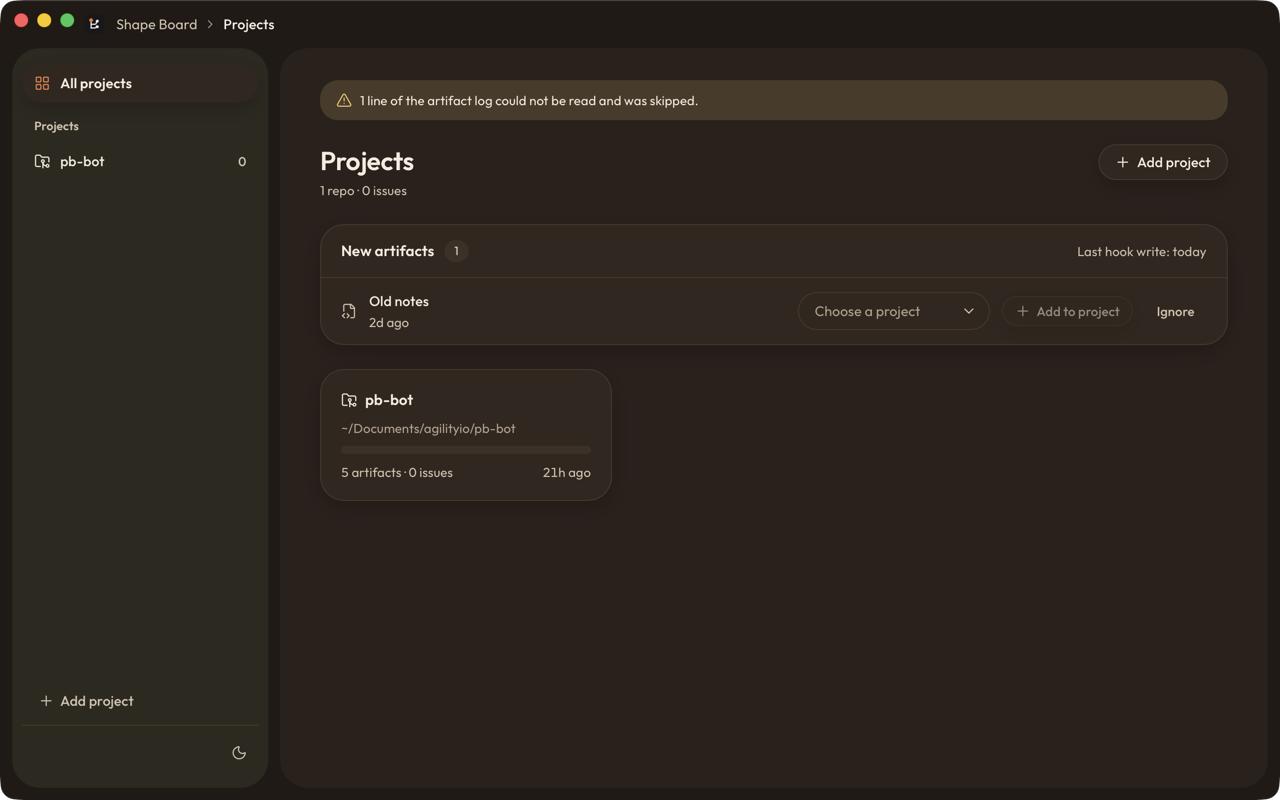 Shape Board > Projects
All projects
Projects
pb-bot 0
Add project
1 line of the artifact log could not be read and was skipped.
Projects
Add project
1 repo · 0 issues
New artifacts 1 Last hook write: today
Old notes
2d ago
Choose a project Add to project Ignore
pb-bot
~/Documents/agilityio/pb-bot
5 artifacts · 0 issues 21h ago